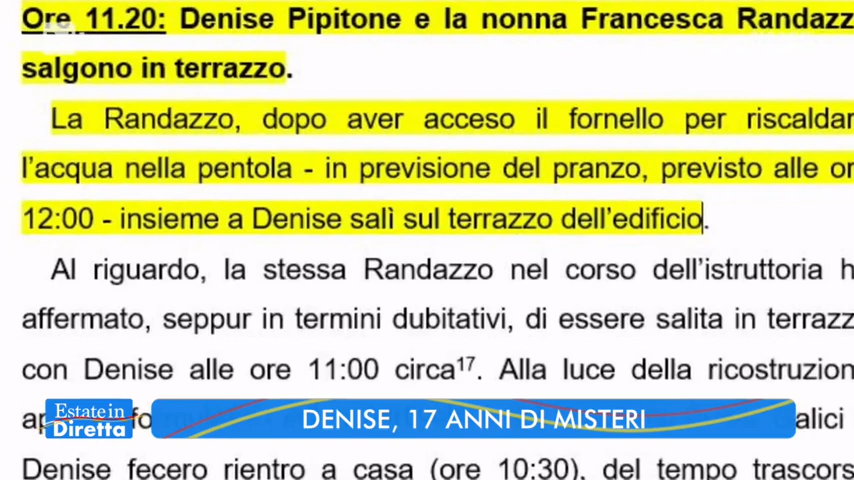 Ore 11.20: Denise Pipitone e la nonna Francesca Randazz
salgono in terrazzo.
La Randazzo, dopo aver acceso il fornello per riscaldar
l’acqua nella pentola - in previsione del pranzo, previsto alle or
12:00 - insieme a Denise salì sul terrazzo dell’edificio.
Al riguardo, la stessa Randazzo nel corso dell’istruttoria h
affermato, seppur in termini dubitativi, di essere salita in terrazz
con Denise alle ore 11:00 circa¹⁷. Alla luce della ricostruzion
Estate in
Diretta
DENISE, 17 ANNI DI MISTERI
Denise fecero rientro a casa (ore 10:30), del tempo trascors